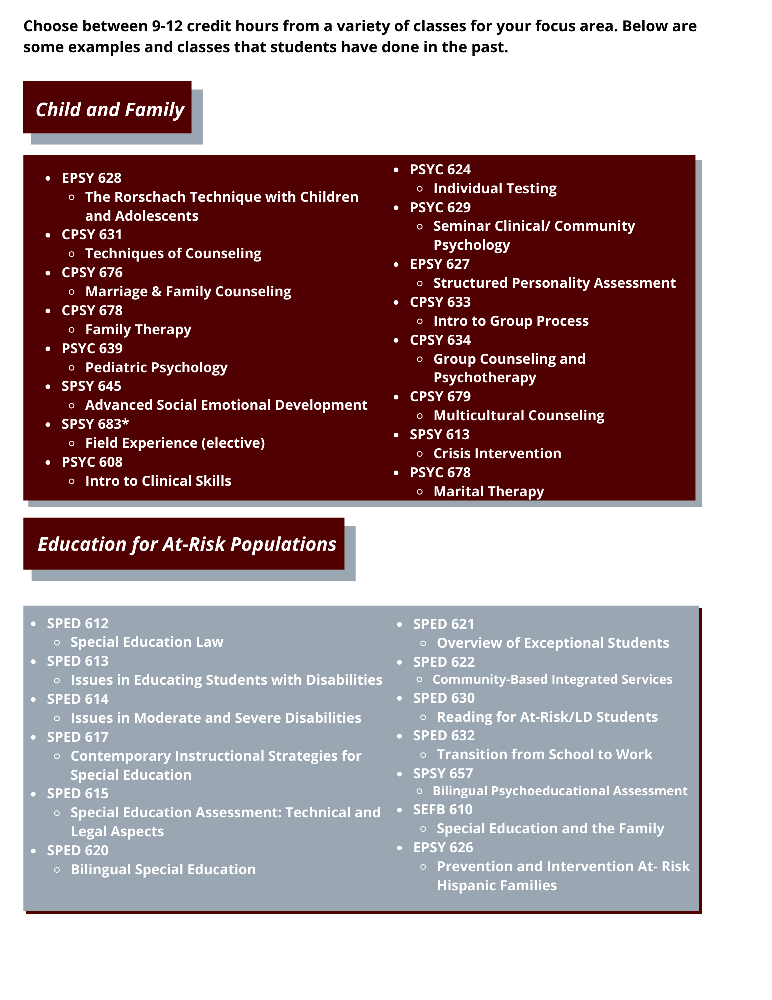 Choose between 9-12 credit hours from a variety of classes for your focus area. Below are
some examples and classes that students have done in the past.
Child and Family
EPSY 628
The Rorschach Technique with Children
and Adolescents
CPSY 631
Techniques of Counseling
CPSY 676
Marriage & Family Counseling
CPSY 678
Family Therapy
PSYC 639
Pediatric Psychology
SPSY 645
Advanced Social Emotional Development
SPSY 683*
Field Experience (elective)
PSYC 608
Intro to Clinical Skills
PSYC 624
Individual Testing
PSYC 629
Seminar Clinical/ Community
Psychology
EPSY 627
Structured Personality Assessment
CPSY 633
Intro to Group Process
CPSY 634
Group Counseling and
Psychotherapy
CPSY 679
Multicultural Counseling
SPSY 613
Crisis Intervention
PSYC 678
Marital Therapy
Education for At-Risk Populations
SPED 612
Special Education Law
SPED 613
Issues in Educating Students with Disabilities
SPED 614
Issues in Moderate and Severe Disabilities
SPED 617
Contemporary Instructional Strategies for
Special Education
SPED 615
Special Education Assessment: Technical and
Legal Aspects
SPED 620
Bilingual Special Education
SPED 621
Overview of Exceptional Students
SPED 622
Community-Based Integrated Services
SPED 630
Reading for At-Risk/LD Students
SPED 632
Transition from School to Work
SPSY 657
Bilingual Psychoeducational Assessment
SEFB 610
Special Education and the Family
EPSY 626
Prevention and Intervention At- Risk
Hispanic Families